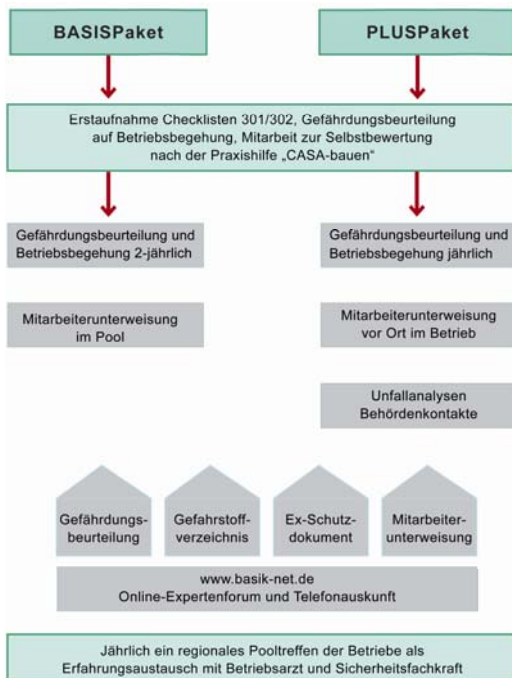 BASISPaket
PLUSPaket
Erstaufnahme Checklisten 301/302, Gefährdungsbeurteilung
auf Betriebsbegehung, Mitarbeit zur Selbstbewertung
nach der Praxishilfe „CASA-bauen“
Gefährdungsbeurteilung und
Betriebsbegehung 2-jährlich
Gefährdungsbeurteilung und
Betriebsbegehung jährlich
Mitarbeiterunterweisung
im Pool
Mitarbeiterunterweisung
vor Ort im Betrieb
Unfallanalysen
Behördenkontakte
Gefährdungs-
beurteilung
Gefahrstoff-
verzeichnis
Ex-Schutz-
dokument
Mitarbeiter-
unterweisung
www.basik-net.de
Online-Expertenforum und Telefonauskunft
Jährlich ein regionales Pooltreffen der Betriebe als
Erfahrungsaustausch mit Betriebsarzt und Sicherheitsfachkraft